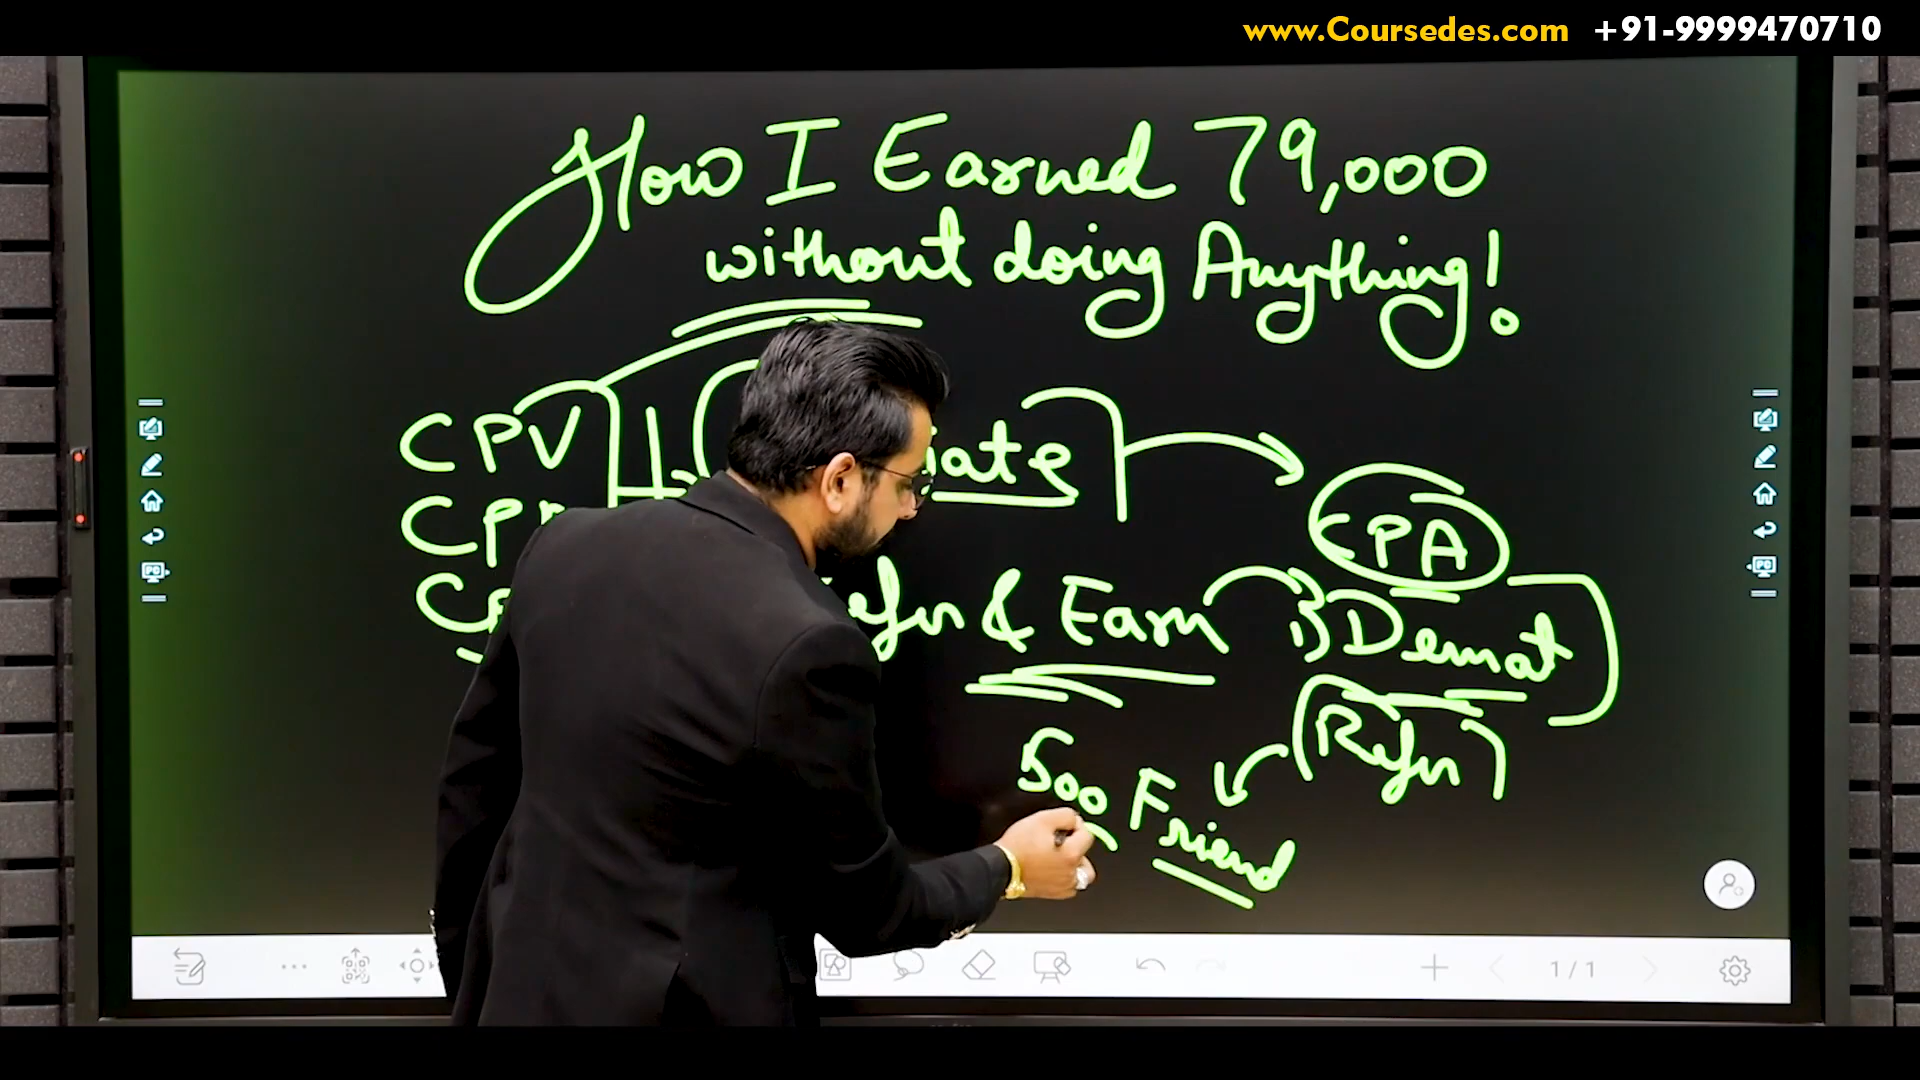 www.Coursedes.com +91-9999470710
How I Earned 79,000
without doing Anything!
CPV
CPA
Refer & Earn
Demat
Refer
500 Friend
1/1